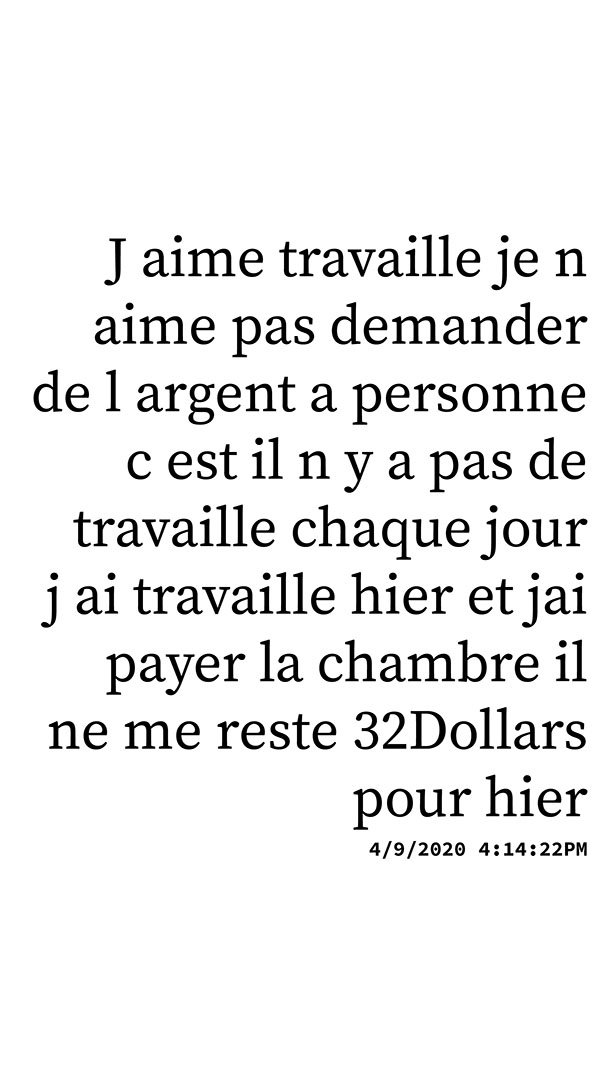 J aime travaille je n
aime pas demander
de l argent a personne
c est il n y a pas de
travaille chaque jour
j ai travaille hier et jai
payer la chambre il
ne me reste 32Dollars
pour hier
4/9/2020 4:14:22PM